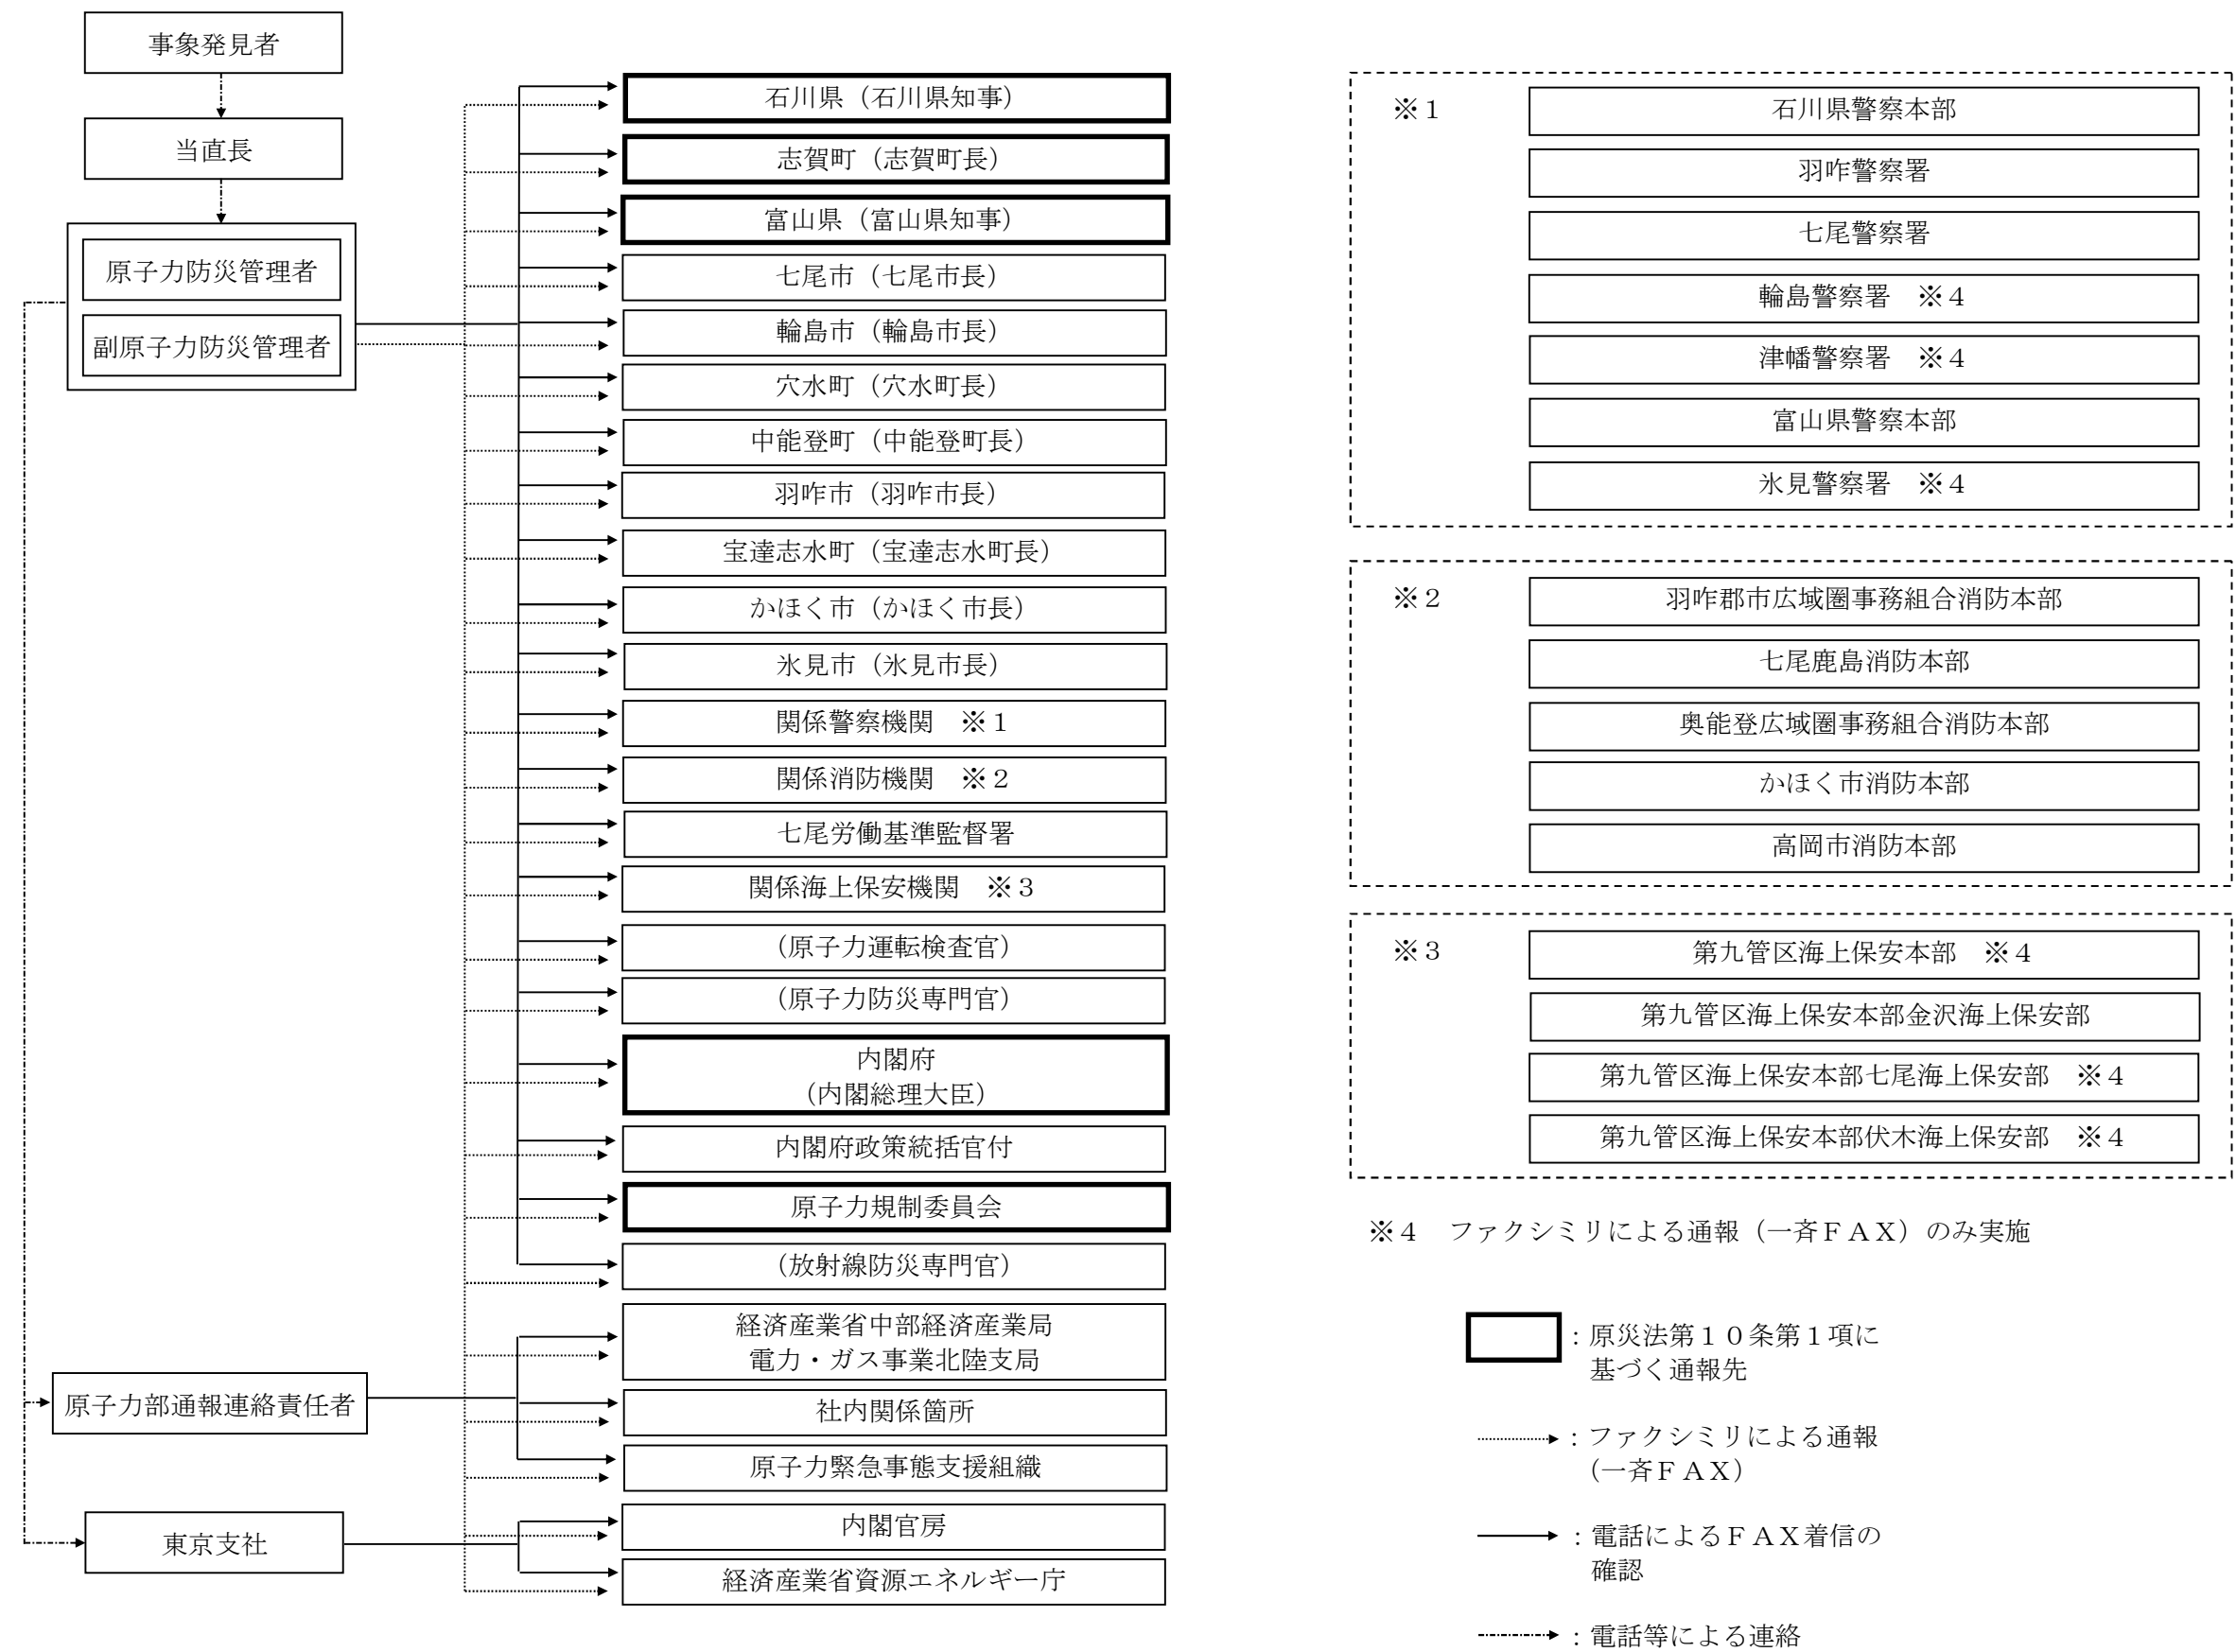 事象発見者
当直長
原子力防災管理者
副原子力防災管理者
原子力部通報連絡責任者
東京支社
石川県（石川県知事）
志賀町（志賀町長）
富山県（富山県知事）
七尾市（七尾市長）
輪島市（輪島市長）
穴水町（穴水町長）
中能登町（中能登町長）
羽咋市（羽咋市長）
宝達志水町（宝達志水町長）
かほく市（かほく市長）
氷見市（氷見市長）
関係警察機関　※１
関係消防機関　※２
七尾労働基準監督署
関係海上保安機関　※３
（原子力運転検査官）
（原子力防災専門官）
内閣府
（内閣総理大臣）
内閣府政策統括官付
原子力規制委員会
（放射線防災専門官）
経済産業省中部経済産業局
電力・ガス事業北陸支局
社内関係箇所
原子力緊急事態支援組織
内閣官房
経済産業省資源エネルギー庁
※１
石川県警察本部
羽咋警察署
七尾警察署
輪島警察署　※４
津幡警察署　※４
富山県警察本部
氷見警察署　※４
※２
羽咋郡市広域圏事務組合消防本部
七尾鹿島消防本部
奥能登広域圏事務組合消防本部
かほく市消防本部
高岡市消防本部
※３
第九管区海上保安本部　※４
第九管区海上保安本部金沢海上保安部
第九管区海上保安本部七尾海上保安部　※４
第九管区海上保安本部伏木海上保安部　※４
※４　ファクシミリによる通報（一斉ＦＡＸ）のみ実施
：原災法第１０条第１項に
基づく通報先
：ファクシミリによる通報
（一斉ＦＡＸ）
：電話によるＦＡＸ着信の
確認
：電話等による連絡